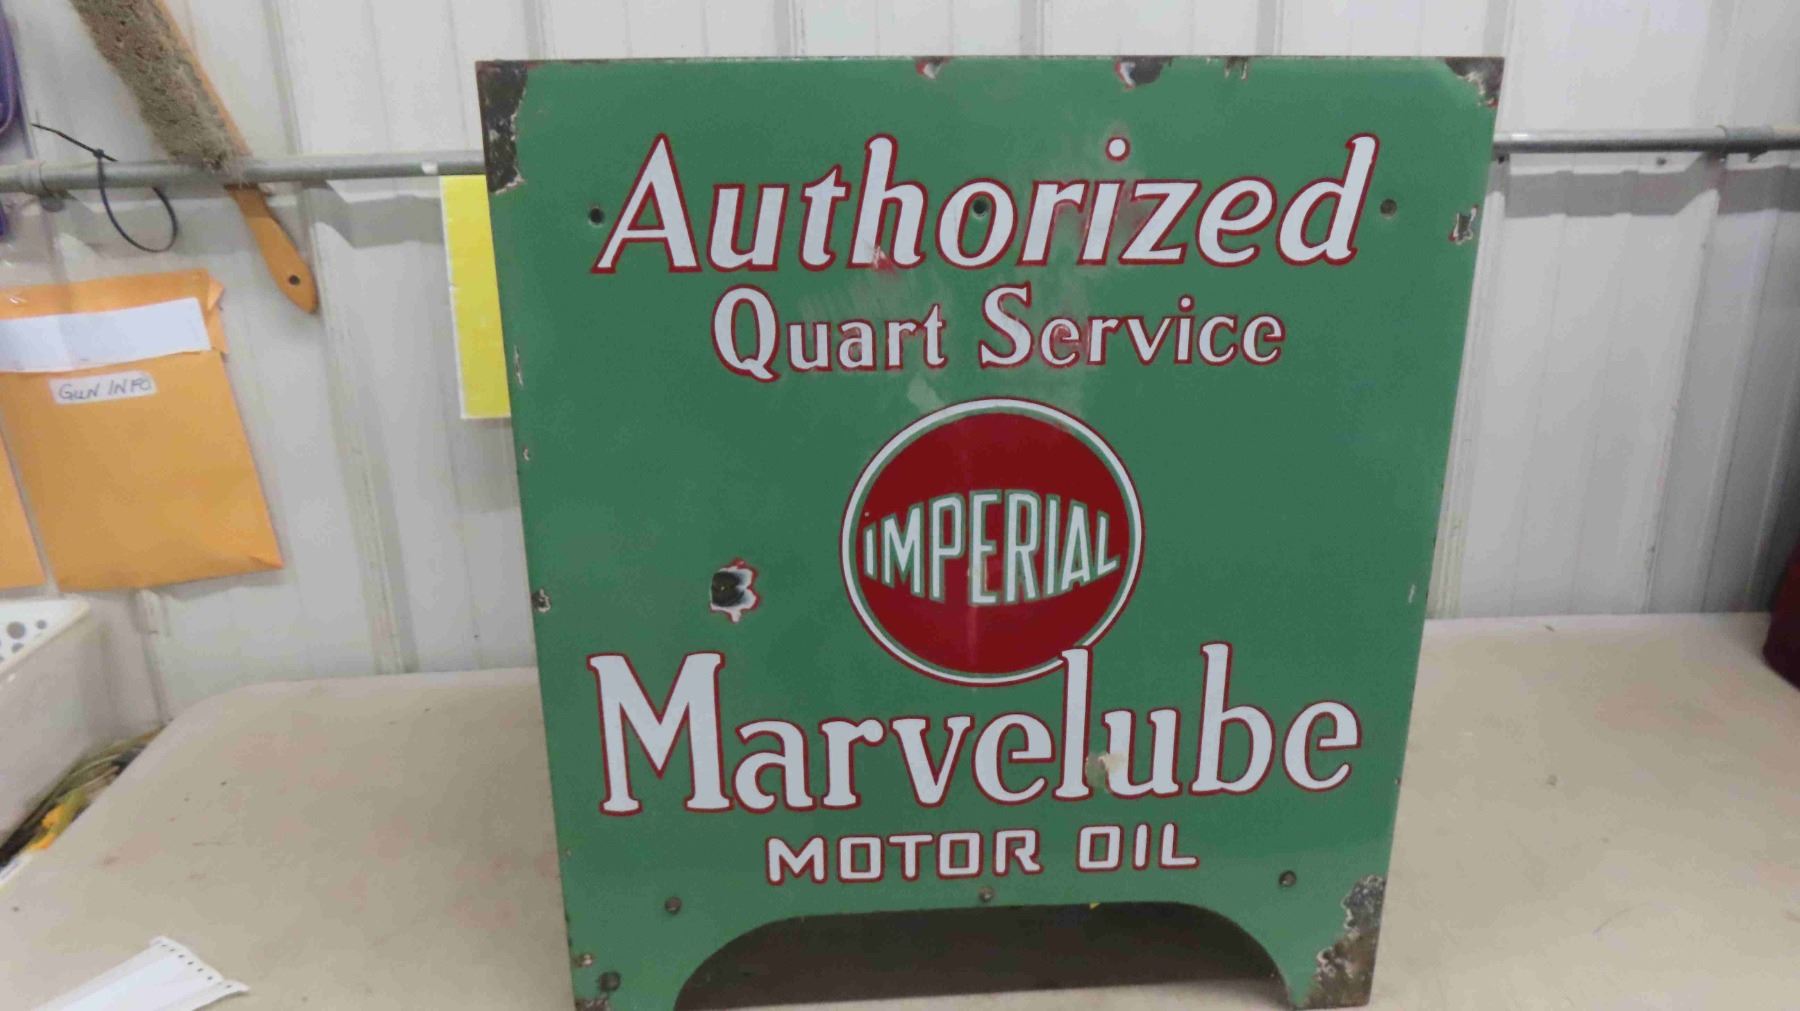 Authorized
Quart Service
IMPERIAL
Marvelube
MOTOR OIL
GUN INFO